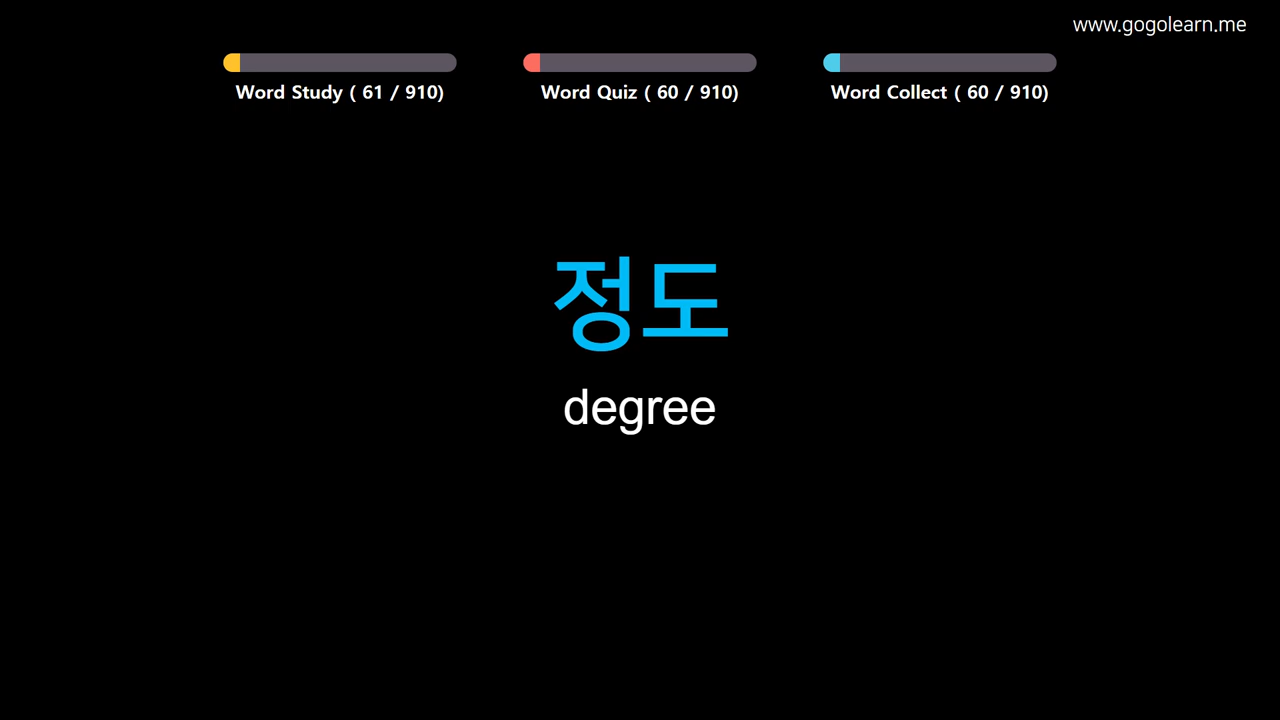 www.gogolearn.me
Word Study ( 61 / 910)
Word Quiz ( 60 / 910)
Word Collect ( 60 / 910)
정도
degree